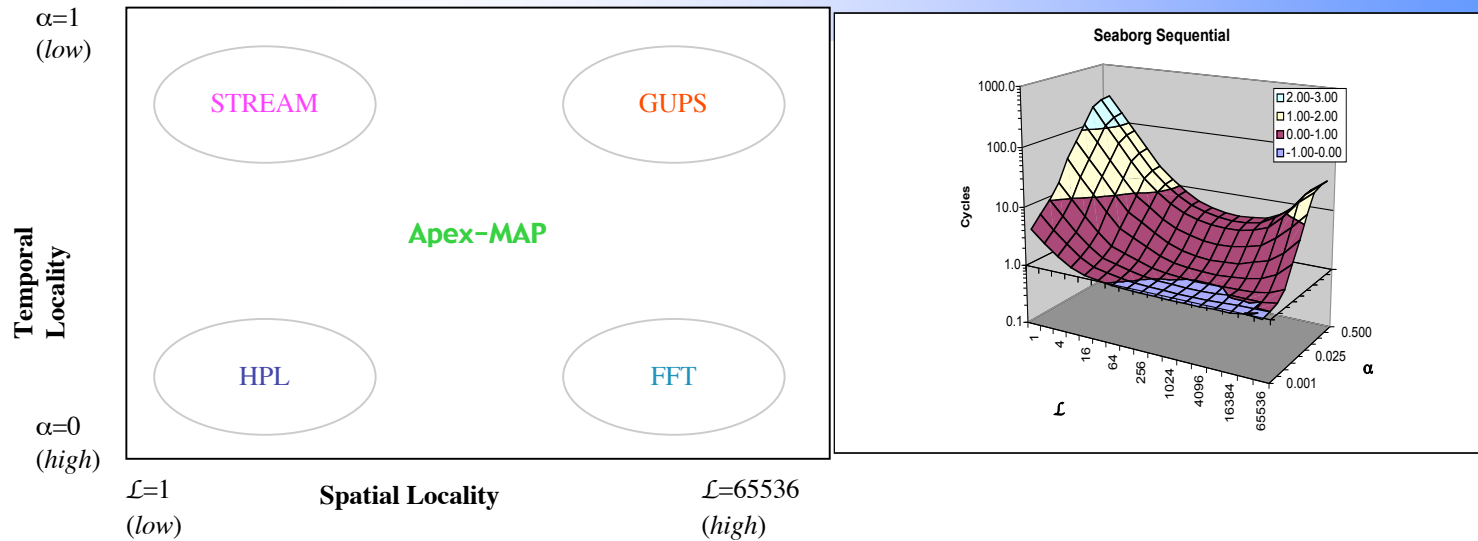 α=1
(low)
STREAM
GUPS
Apex-MAP
Temporal
Locality
HPL
FFT
α=0
(high)
ℒ=1
(low)
Spatial Locality
ℒ=65536
(high)
Seaborg Sequential
1000.0
100.0
10.0
1.0
0.1
Cycles
2.00-3.00
1.00-2.00
0.00-1.00
-1.00-0.00
1
4
16
64
256
1024
4096
16384
65536
ℒ
0.500
0.025
0.001
α